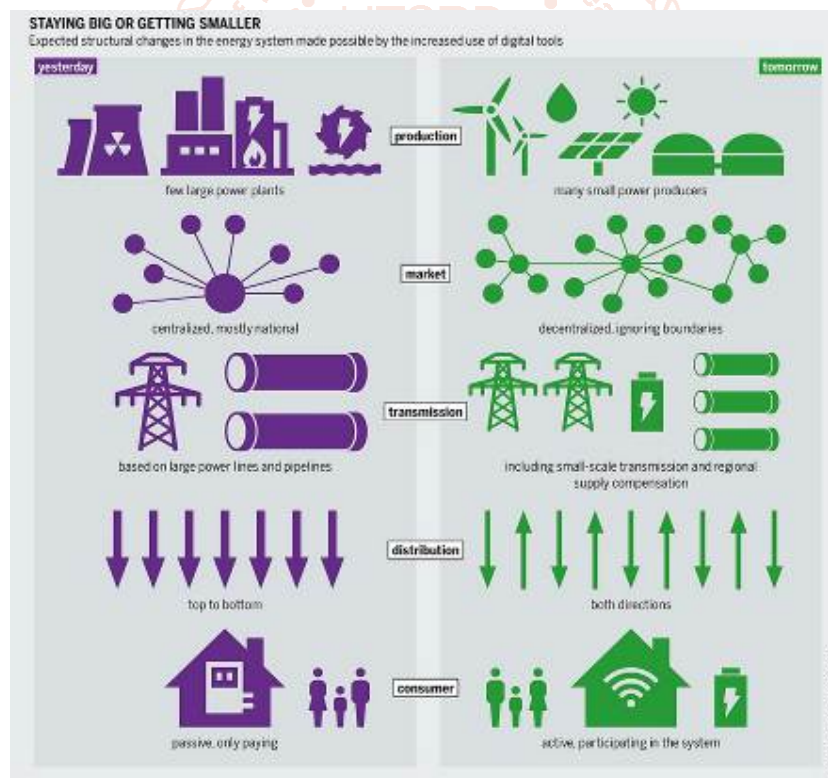 STAYING BIG OR GETTING SMALLER
Expected structural changes in the energy system made possible by the increased use of digital tools
yesterday
tomorrow
production
few large power plants
many small power producers
market
centralized, mostly national
decentralized, ignoring boundaries
transmission
based on large power lines and pipelines
including small-scale transmission and regional
supply compensation
distribution
top to bottom
both directions
consumer
passive, only paying
active, participating in the system